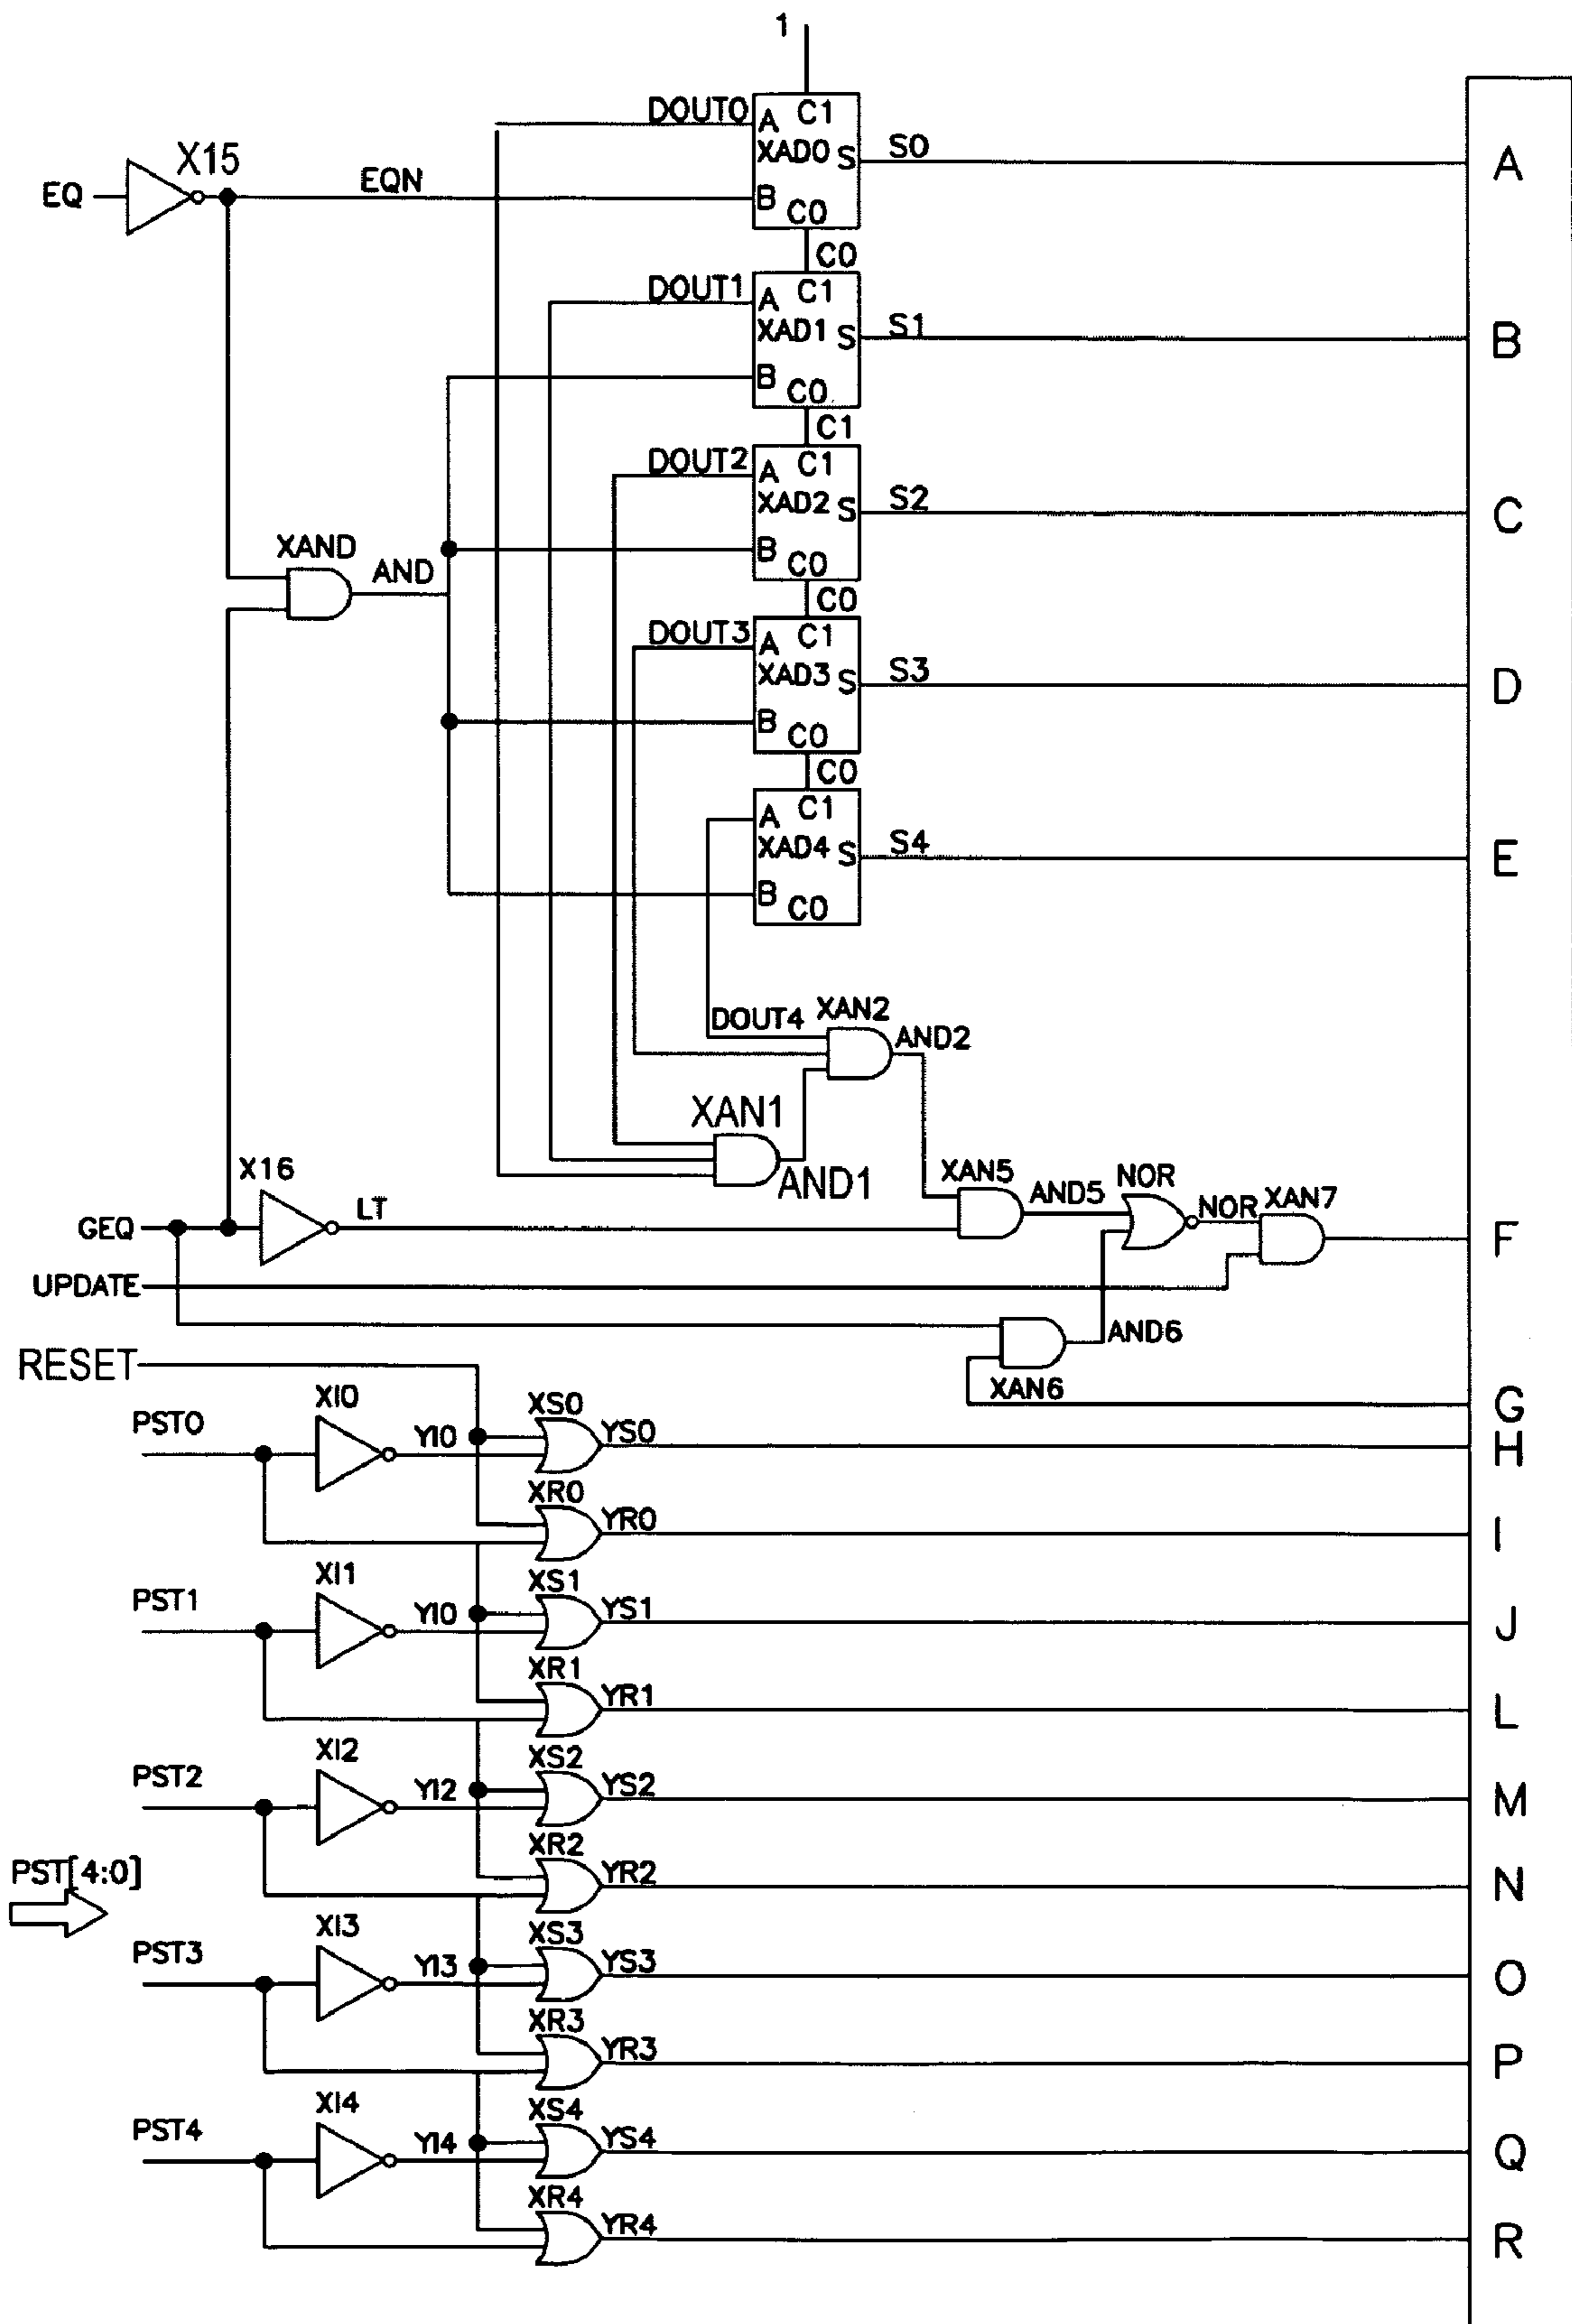 1
DOUT0
A C1
XAD0 S
S0
A
X15
EQ
EQN
B
C0
C0
DOUT1
A C1
XAD1 S
S1
B
B
C0
C1
DOUT2
A C1
XAD2 S
S2
C
B
C0
XAND
AND
C0
DOUT3
A C1
XAD3 S
S3
D
B
C0
C0
A C1
XAD4 S
S4
E
B
C0
DOUT4
XAN2
AND2
XAN1
AND1
X16
LT
GEQ
XAN5
AND5
NOR
NOR
XAN7
F
UPDATE
AND6
XAN6
RESET
G
PST0
XI0
YI0
XS0
YS0
H
XR0
YR0
I
PST1
XI1
YI0
XS1
YS1
J
XR1
YR1
L
PST2
XI2
YI2
XS2
YS2
M
XR2
YR2
N
PST[4:0]
PST3
XI3
YI3
XS3
YS3
O
XR3
YR3
P
PST4
XI4
YI4
XS4
YS4
Q
XR4
YR4
R